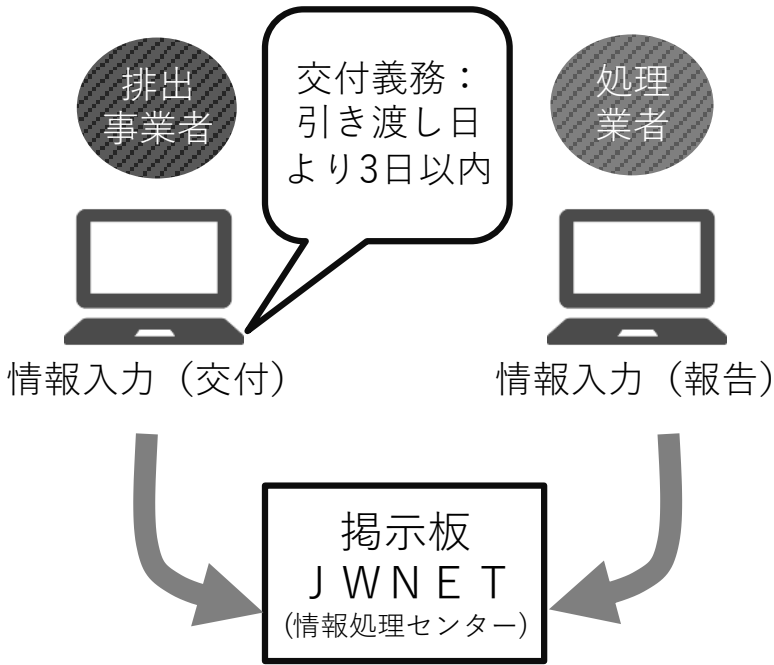 排出
事業者
交付義務：
引き渡し日
より3日以内
処理
業者
情報入力（交付）
情報入力（報告）
掲示板
ＪＷＮＥＴ
(情報処理センター)